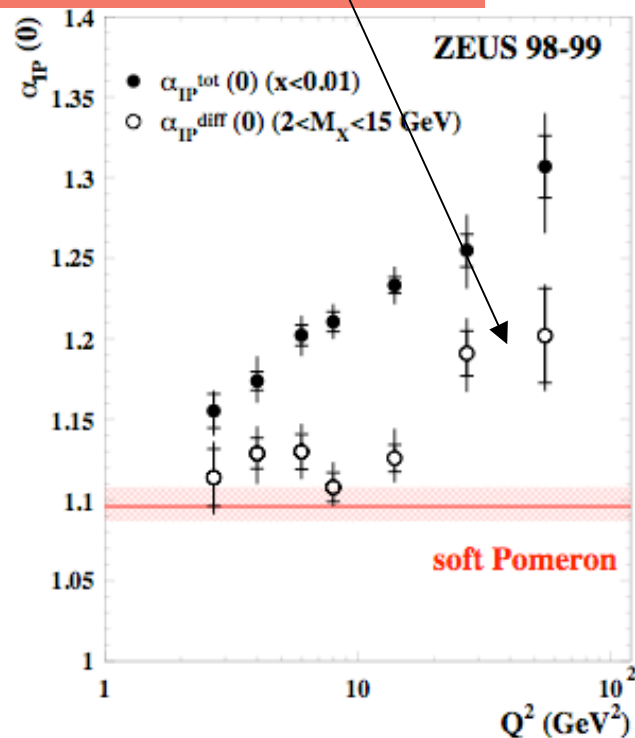 ZEUS 98-99
α_IP^tot (0) (x<0.01)
α_IP^diff (0) (2<M_X<15 GeV)
α_IP (0)
1.4
1.35
1.3
1.25
1.2
1.15
1.1
1.05
1
soft Pomeron
1
10
10^2
Q^2 (GeV^2)